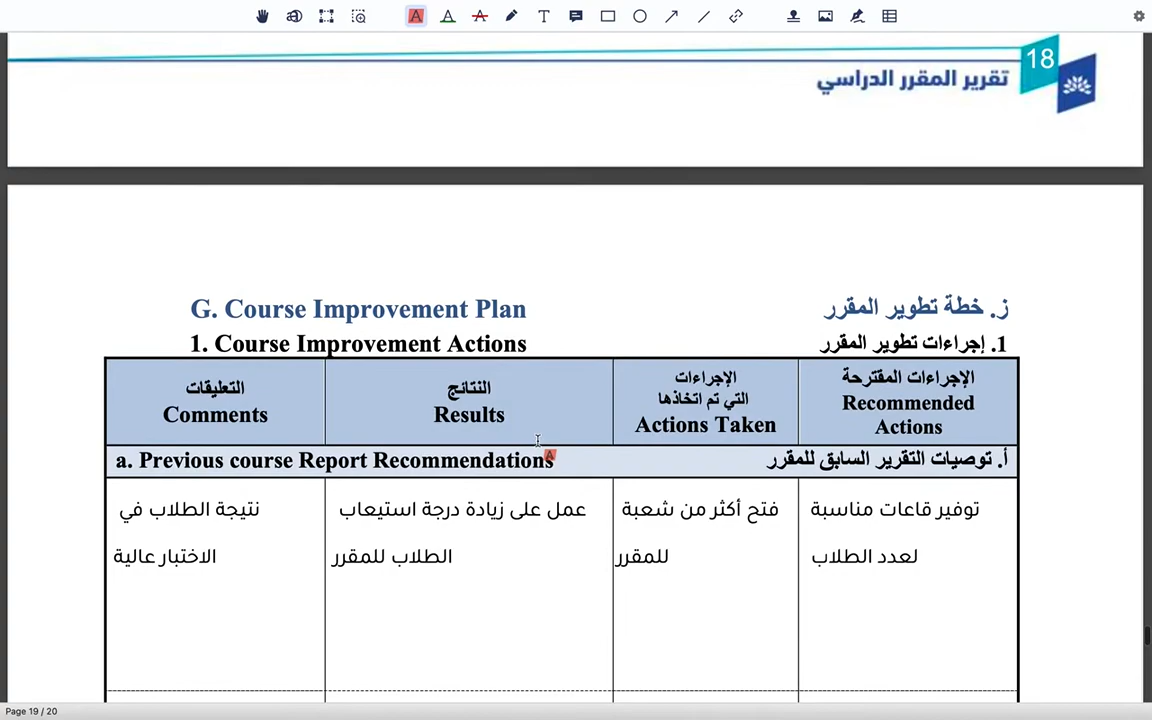 18
تقرير المقرر الدراسي
ز. خطة تطوير المقرر
G. Course Improvement Plan
1. إجراءات تطوير المقرر
1. Course Improvement Actions
الإجراءات المقترحة
Recommended
Actions
الإجراءات
التي تم اتخاذها
Actions Taken
النتائج
Results
التعليقات
Comments
أ. توصيات التقرير السابق للمقرر
a. Previous course Report Recommendations
توفير قاعات مناسبة
لعدد الطلاب
فتح أكثر من شعبة
للمقرر
عمل على زيادة درجة استيعاب
الطلاب للمقرر
نتيجة الطلاب في
الاختبار عالية
Page 19 / 20